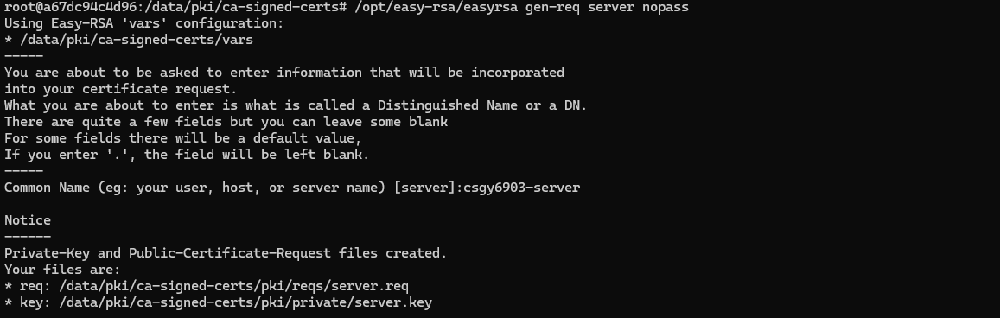 root@a67dc94c4d96:/data/pki/ca-signed-certs# /opt/easy-rsa/easyrsa gen-req server nopass
Using Easy-RSA 'vars' configuration:
* /data/pki/ca-signed-certs/vars
-----
You are about to be asked to enter information that will be incorporated
into your certificate request.
What you are about to enter is what is called a Distinguished Name or a DN.
There are quite a few fields but you can leave some blank
For some fields there will be a default value,
If you enter '.', the field will be left blank.
-----
Common Name (eg: your user, host, or server name) [server]:csgy6903-server

Notice
------
Private-Key and Public-Certificate-Request files created.
Your files are:
* req: /data/pki/ca-signed-certs/pki/reqs/server.req
* key: /data/pki/ca-signed-certs/pki/private/server.key